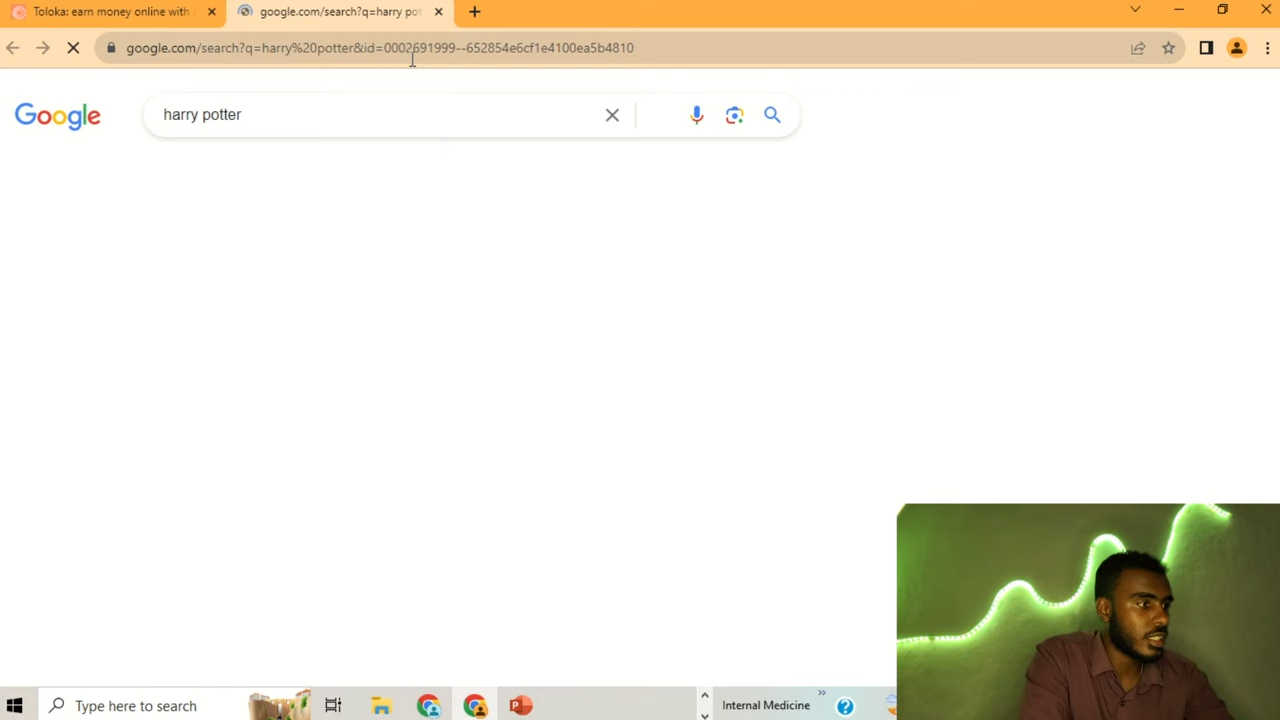 Toloka: earn money online with
google.com/search?q=harry pot
google.com/search?q=harry%20potter&id=0002691999--652854e6cf1e4100ea5b4810
Google
harry potter
Type here to search
Internal Medicine